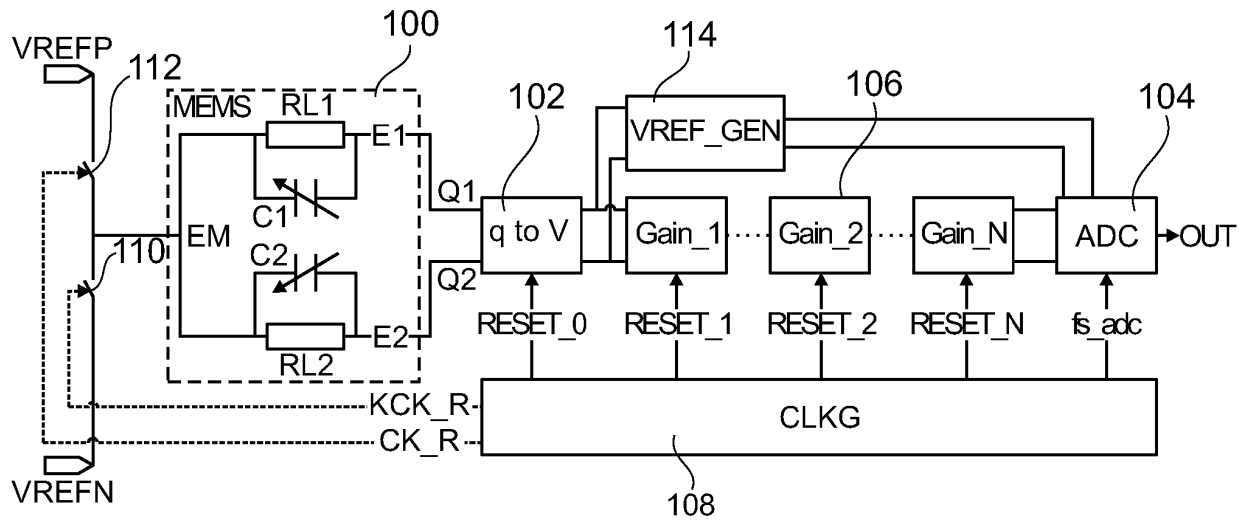 100
114
VREFP
112
106
104
MEMS
RL1
102
E1
VREF_GEN
Q1
C1
EM
q to V
Gain_1
Gain_2
Gain_N
ADC
OUT
110
C2
Q2
E2
RL2
RESET_0
RESET_1
RESET_2
RESET_N
fs_adc
KCK_R
CLKG
CK_R
VREFN
108